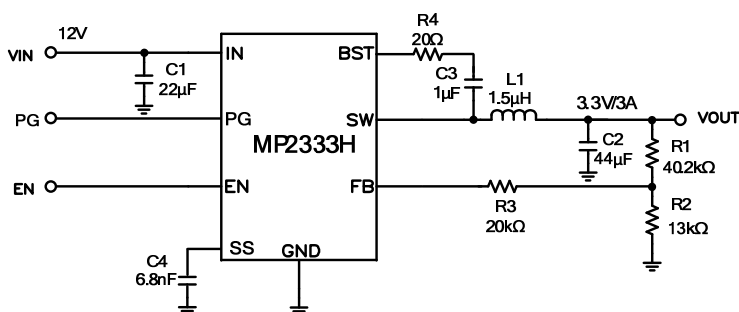 R4
20Ω
12V
VIN
IN
BST
C1
22µF
C3
1µF
L1
1.5µH
3.3V/3A
PG
PG
SW
VOUT
MP2333H
C2
44µF
R1
40.2kΩ
EN
EN
FB
R3
20kΩ
R2
13kΩ
SS
GND
C4
6.8nF